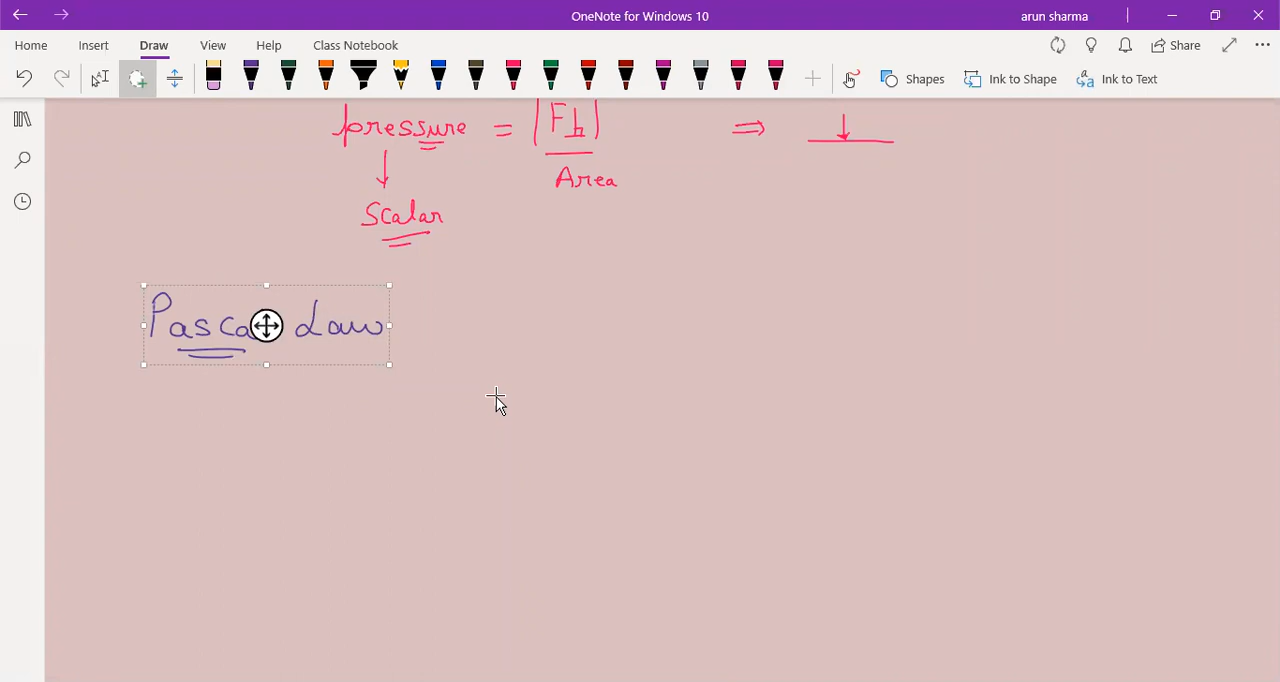 OneNote for Windows 10
arun sharma
Home Insert Draw View Help Class Notebook
Share
Shapes Ink to Shape Ink to Text
pressure = |F⊥| ⇒
Area
Scalar
Law